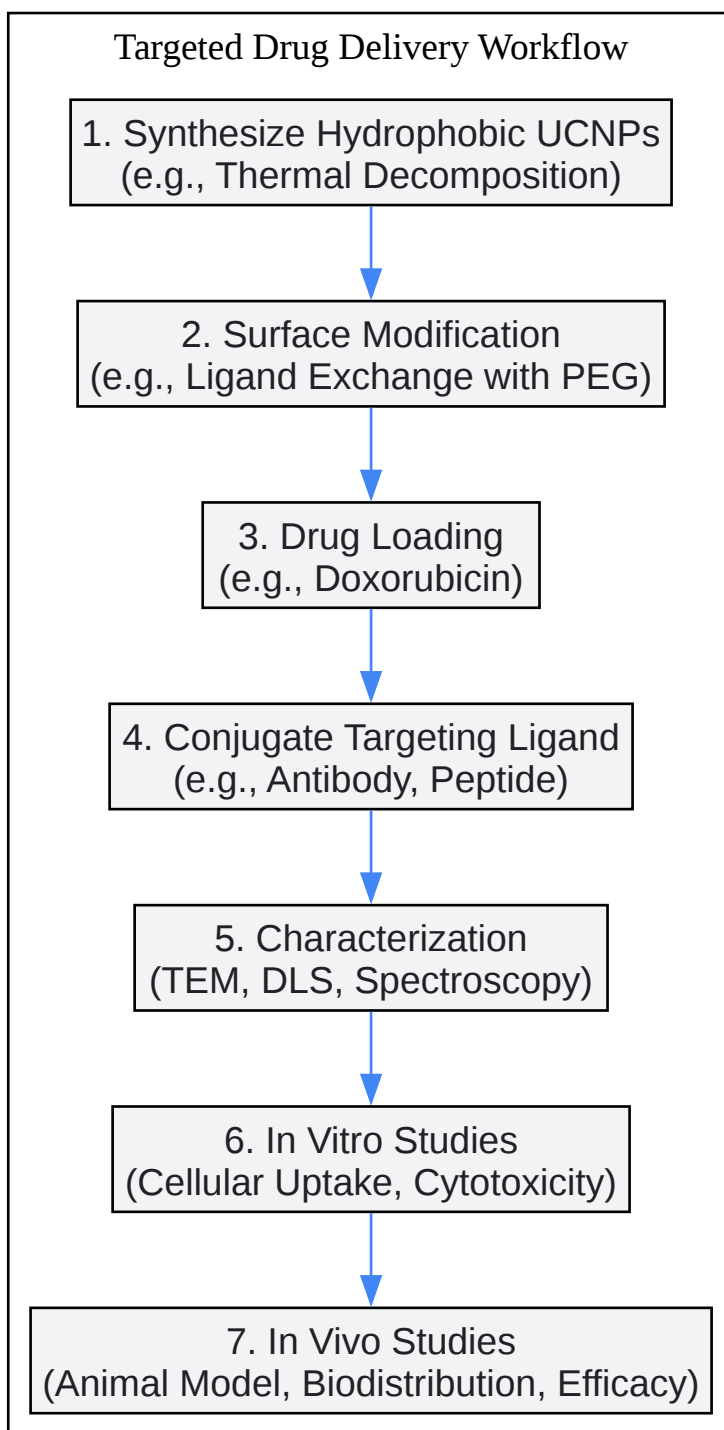 Targeted Drug Delivery Workflow
1. Synthesize Hydrophobic UCNPs
(e.g., Thermal Decomposition)
2. Surface Modification
(e.g., Ligand Exchange with PEG)
3. Drug Loading
(e.g., Doxorubicin)
4. Conjugate Targeting Ligand
(e.g., Antibody, Peptide)
5. Characterization
(TEM, DLS, Spectroscopy)
6. In Vitro Studies
(Cellular Uptake, Cytotoxicity)
7. In Vivo Studies
(Animal Model, Biodistribution, Efficacy)